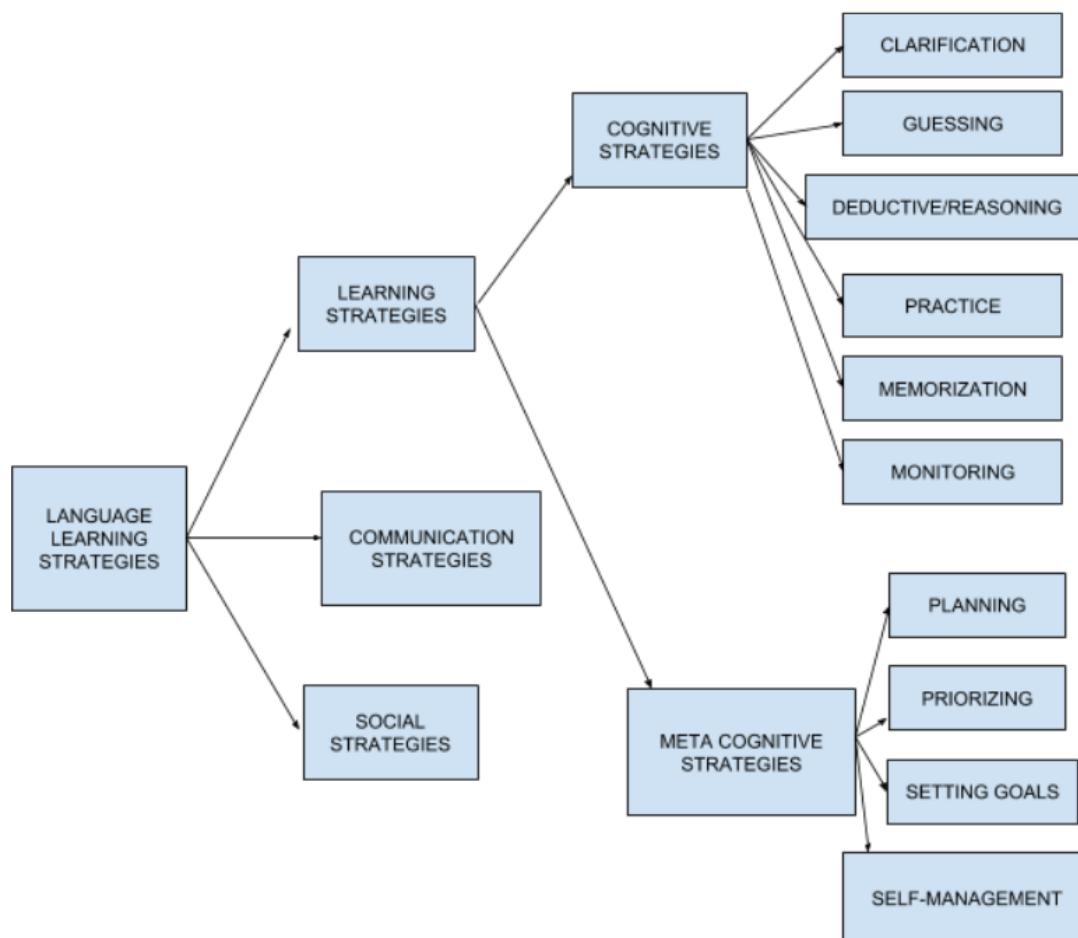 CLARIFICATION
COGNITIVE
STRATEGIES
GUESSING
DEDUCTIVE/REASONING
LEARNING
STRATEGIES
PRACTICE
MEMORIZATION
MONITORING
LANGUAGE
LEARNING
STRATEGIES
COMMUNICATION
STRATEGIES
PLANNING
PRIORIZING
SOCIAL
STRATEGIES
META COGNITIVE
STRATEGIES
SETTING GOALS
SELF-MANAGEMENT